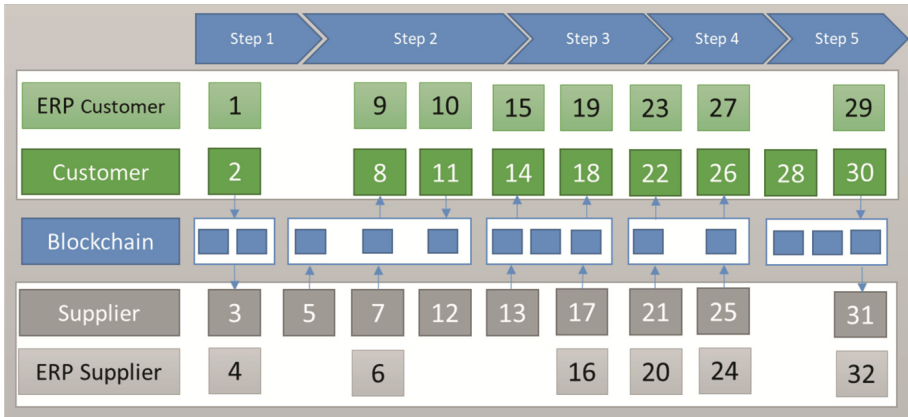 Step 1 Step 2 Step 3 Step 4 Step 5
ERP Customer 1 9 10 15 19 23 27 29
Customer 2 8 11 14 18 22 26 28 30
Blockchain
Supplier 3 5 7 12 13 17 21 25 31
ERP Supplier 4 6 16 20 24 32